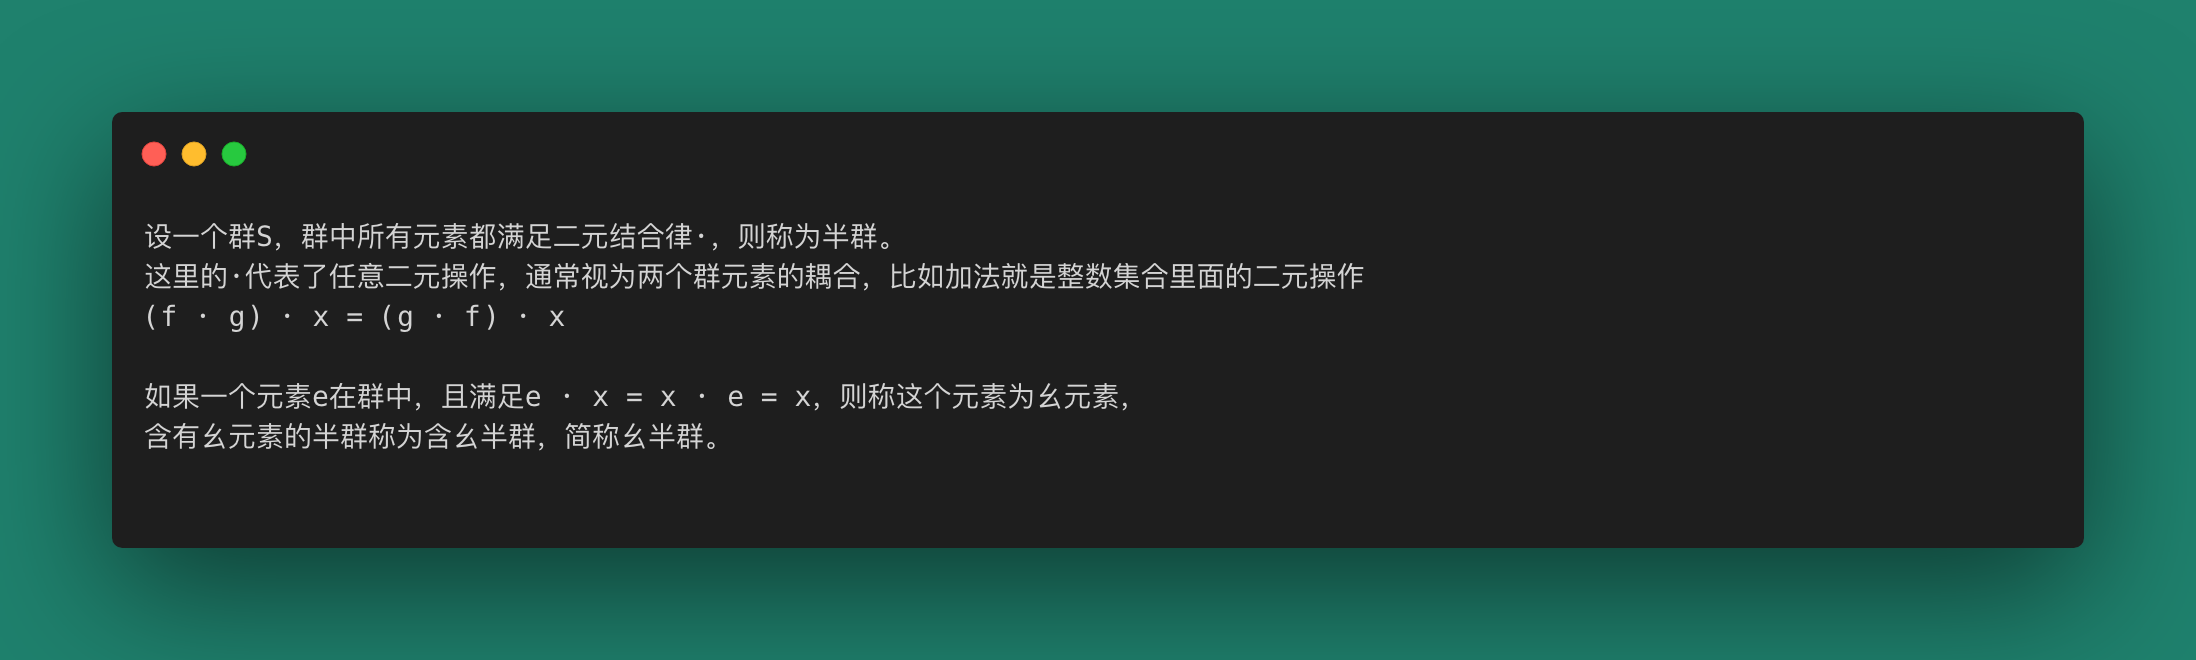 设一个群S，群中所有元素都满足二元结合律·，则称为半群。
这里的·代表了任意二元操作，通常视为两个群元素的耦合，比如加法就是整数集合里面的二元操作
(f · g) · x = (g · f) · x
如果一个元素e在群中，且满足e · x = x · e = x，则称这个元素为幺元素，
含有幺元素的半群称为含幺半群，简称幺半群。